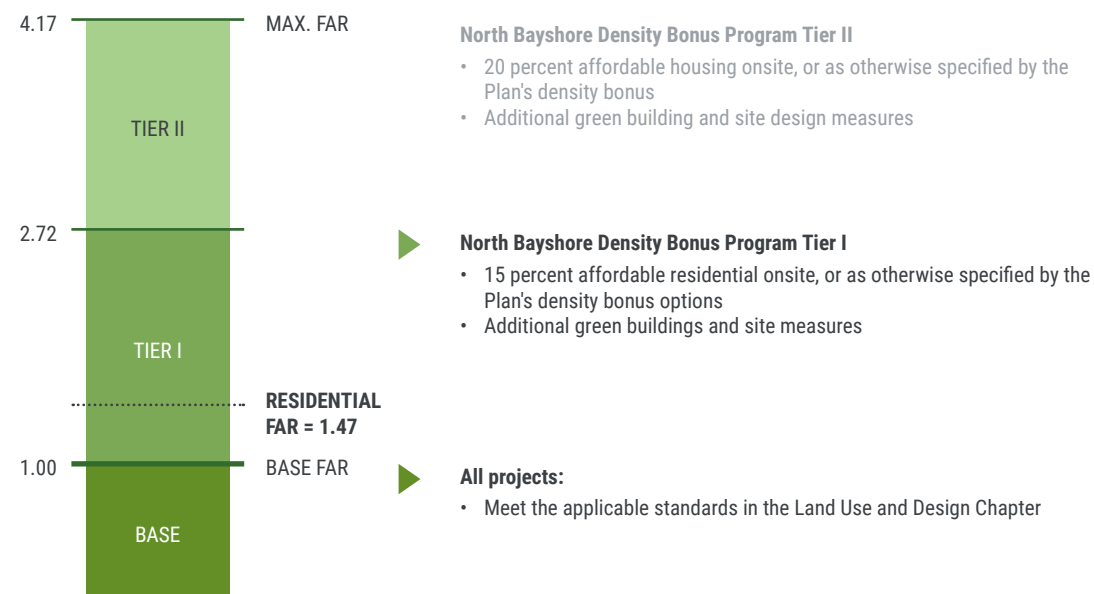 4.17
MAX. FAR
North Bayshore Density Bonus Program Tier II
• 20 percent affordable housing onsite, or as otherwise specified by the
Plan's density bonus
• Additional green building and site design measures
TIER II
2.72
North Bayshore Density Bonus Program Tier I
• 15 percent affordable residential onsite, or as otherwise specified by the
Plan's density bonus options
• Additional green buildings and site measures
TIER I
RESIDENTIAL
FAR = 1.47
1.00
BASE FAR
All projects:
• Meet the applicable standards in the Land Use and Design Chapter
BASE